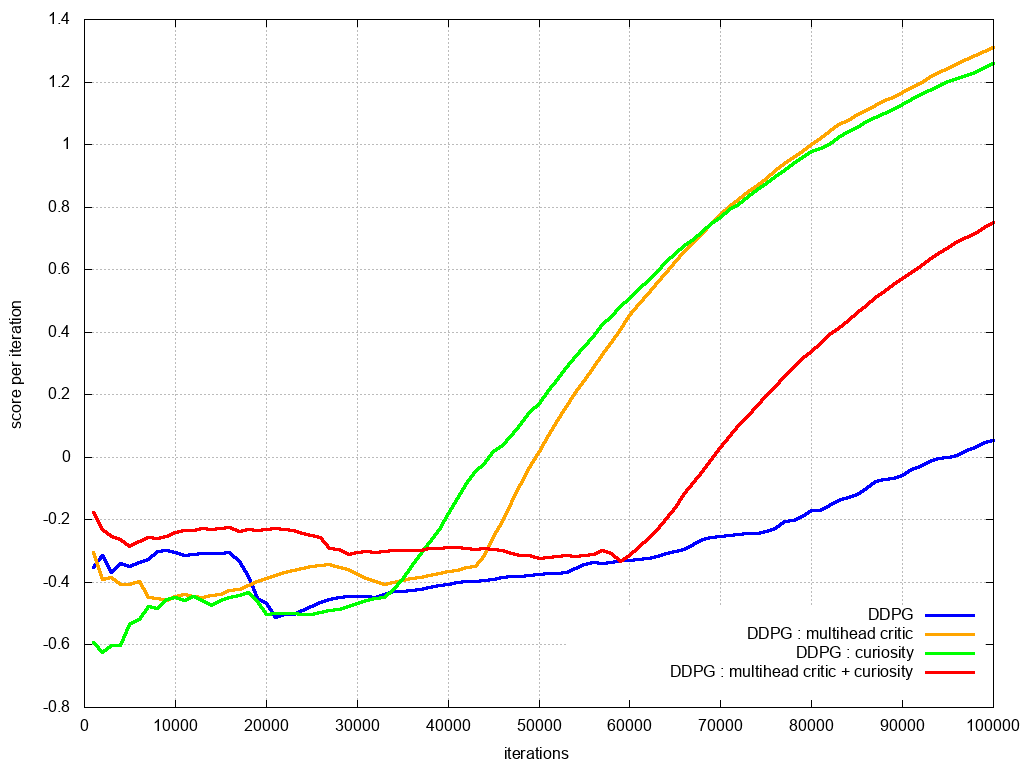 1.4
1.2
1
0.8
0.6
0.4
0.2
0
-0.2
-0.4
-0.6
-0.8
score per iteration
DDPG
DDPG : multihead critic
DDPG : curiosity
DDPG : multihead critic + curiosity
0 10000 20000 30000 40000 50000 60000 70000 80000 90000 100000
iterations